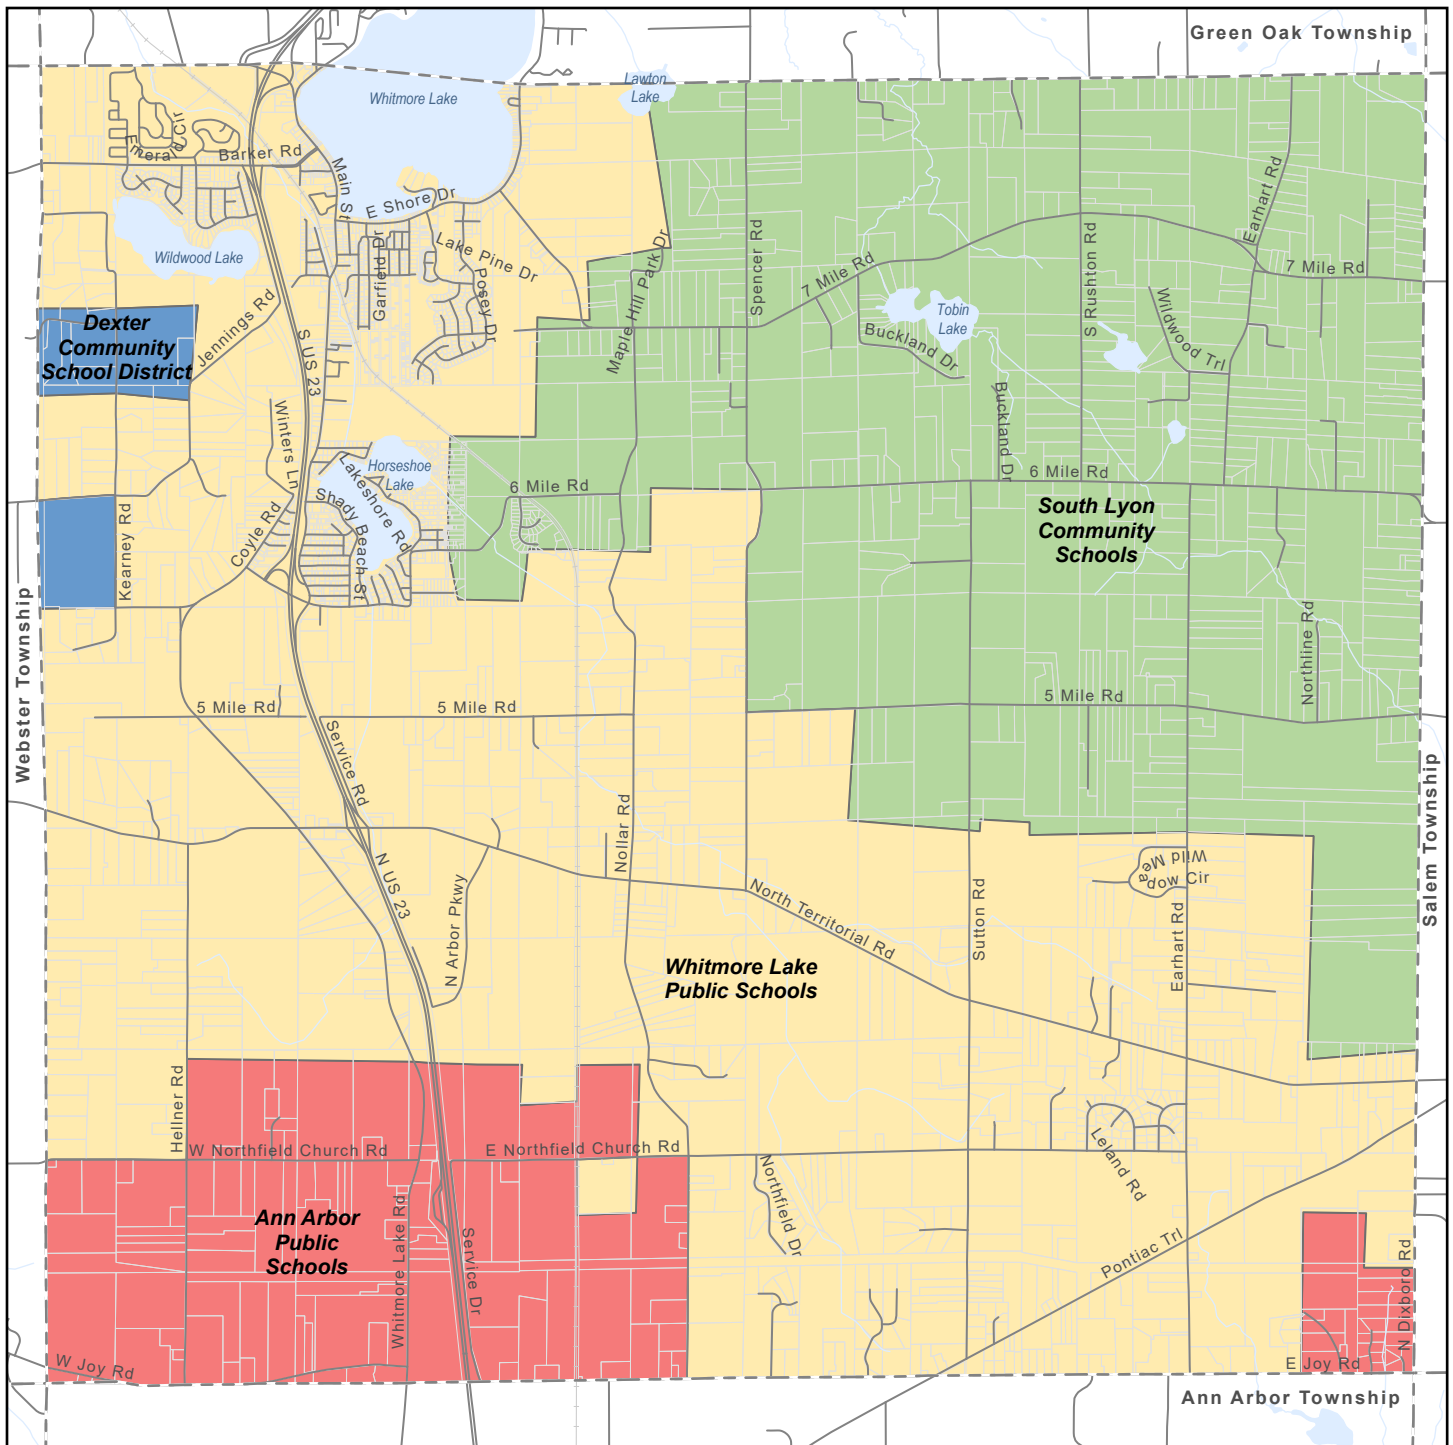 Green Oak Township
Lawton
Lake
Whitmore Lake
Emerald Cir
Barker Rd
Main St
E Shore Dr
Garfield Dr
Lake Pine Dr
Posey Dr
Wildwood Lake
Maple Hill Park Dr
Spencer Rd
7 Mile Rd
S Rushton Rd
Earhart Rd
7 Mile Rd
Wildwood Trl
Tobin
Lake
Buckland Dr
Buckland Dr
Dexter
Community
School District
Jennings Rd
S US 23
Winters Ln
Horseshoe
Lake
Lakeshore Rd
Shady Beach St
Coyle Rd
Kearney Rd
6 Mile Rd
6 Mile Rd
South Lyon
Community
Schools
Webster Township
Northline Rd
5 Mile Rd
5 Mile Rd
5 Mile Rd
Service Rd
Salem Township
Nollar Rd
N US 23
N Arbor Pkwy
North Territorial Rd
Sutton Rd
Wild Mea
dow Cir
Earhart Rd
Whitmore Lake
Public Schools
Hellner Rd
W Northfield Church Rd
E Northfield Church Rd
Northfield Dr
Leland Rd
Ann Arbor
Public
Schools
Whitmore Lake Rd
Service Dr
Pontiac Trl
N Dixboro Rd
W Joy Rd
E Joy Rd
Ann Arbor Township